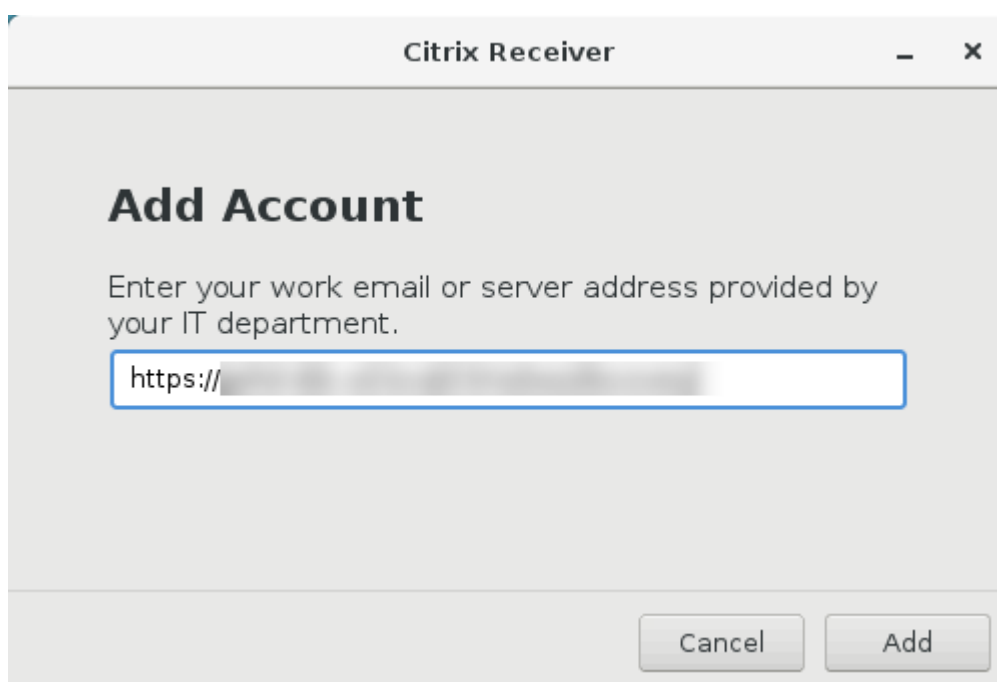 Citrix Receiver
Add Account
Enter your work email or server address provided by
your IT department.
https://
Cancel
Add